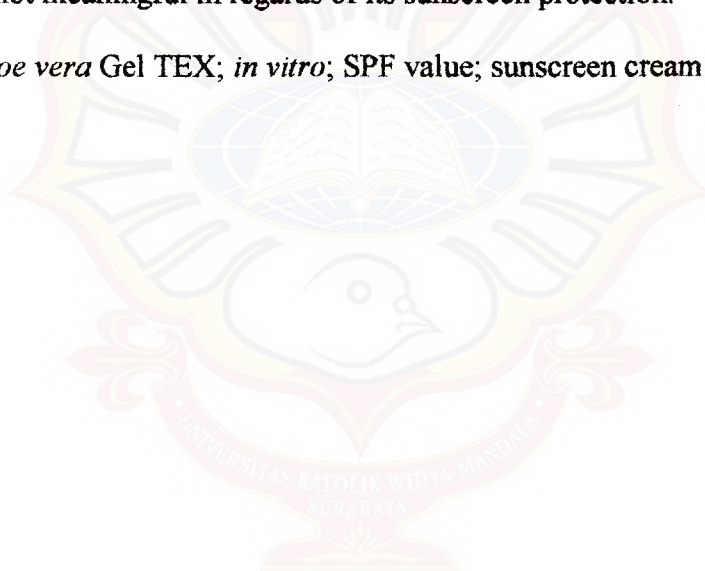 not meaningful in regards of its sunscreen protection.
oe vera Gel TEX; in vitro; SPF value; sunscreen cream
UNIVERSITAS KATOLIK WIDYA MANDALA
SURABAYA